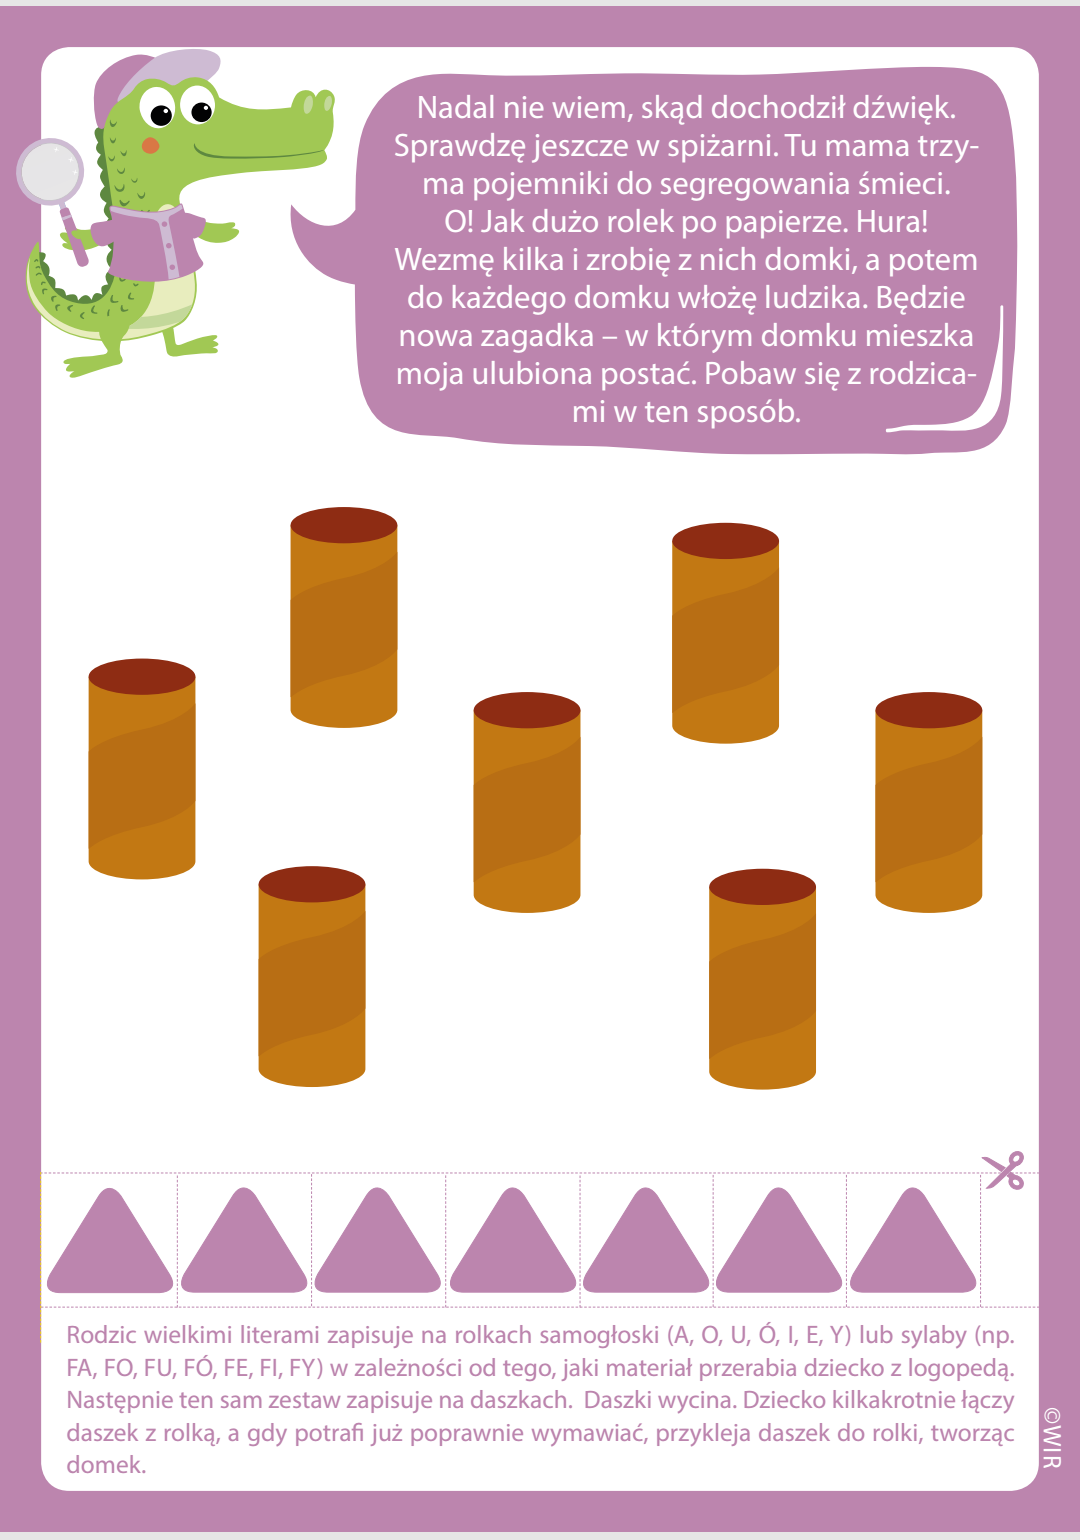 Nadal nie wiem, skąd dochodził dźwięk.
Sprawdzę jeszcze w spiżarni. Tu mama trzy-
ma pojemniki do segregowania śmieci.
O! Jak dużo rolek po papierze. Hura!
Wezmę kilka i zrobię z nich domki, a potem
do każdego domku włożę ludzika. Będzie
nowa zagadka – w którym domku mieszka
moja ulubiona postać. Pobaw się z rodzica-
mi w ten sposób.
Rodzic wielkimi literami zapisuje na rolkach samogłoski (A, O, U, Ó, I, E, Y) lub sylaby (np.
FA, FO, FU, FÓ, FE, FI, FY) w zależności od tego, jaki materiał przerabia dziecko z logopedą.
Następnie ten sam zestaw zapisuje na daszkach.  Daszki wycina. Dziecko kilkakrotnie łączy
daszek z rolką, a gdy potrafi już poprawnie wymawiać, przykleja daszek do rolki, tworząc
domek.
©WIR